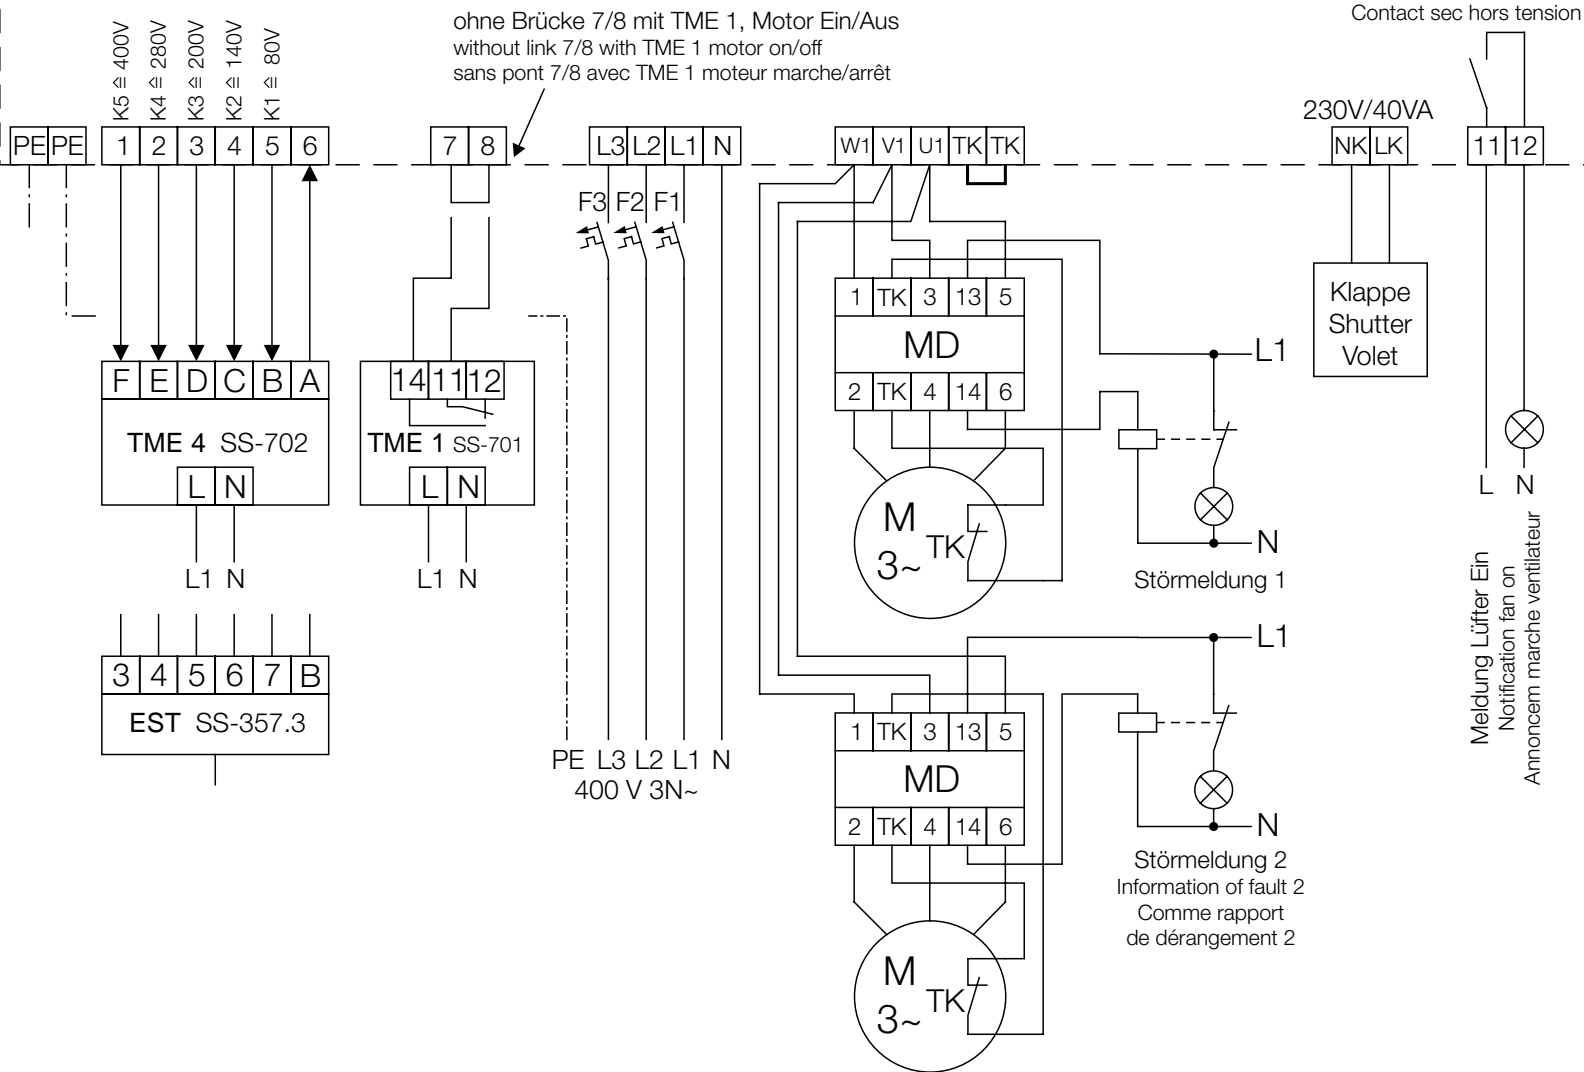 ohne Brücke 7/8 mit TME 1, Motor Ein/Aus
without link 7/8 with TME 1 motor on/off
sans pont 7/8 avec TME 1 moteur marche/arrêt
Contact sec hors tension
K5 ≙ 400V
K4 ≙ 280V
K3 ≙ 200V
K2 ≙ 140V
K1 ≙ 80V
230V/40VA
PE PE 1 2 3 4 5 6 7 8 L3 L2 L1 N W1 V1 U1 TK TK NK LK 11 12
F3 F2 F1
1 TK 3 13 5
MD
2 TK 4 14 6
Klappe
Shutter
Volet
L1
F E D C B A
TME 4 SS-702
L N
L1 N
14 11 12
TME 1 SS-701
L N
L1 N
M
3~
TK
N
Störmeldung 1
L N
Meldung Lüfter Ein
Notification fan on
Annoncem marche ventilateur
3 4 5 6 7 B
EST SS-357.3
PE L3 L2 L1 N
400 V 3N~
L1
1 TK 3 13 5
MD
2 TK 4 14 6
N
Störmeldung 2
Information of fault 2
Comme rapport
de dérangement 2
M
3~
TK